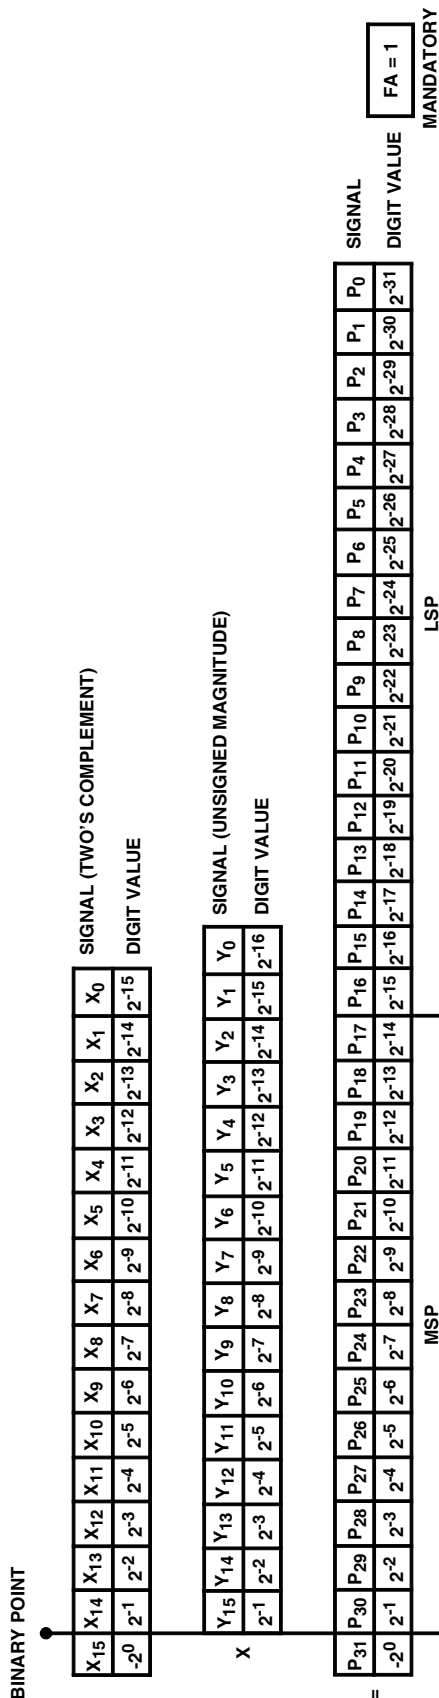 BINARY POINT
X15 X14 X13 X12 X11 X10 X9 X8 X7 X6 X5 X4 X3 X2 X1 X0 SIGNAL (TWO'S COMPLEMENT)
-2^0 2^-1 2^-2 2^-3 2^-4 2^-5 2^-6 2^-7 2^-8 2^-9 2^-10 2^-11 2^-12 2^-13 2^-14 2^-15 DIGIT VALUE
Y15 Y14 Y13 Y12 Y11 Y10 Y9 Y8 Y7 Y6 Y5 Y4 Y3 Y2 Y1 Y0 SIGNAL (UNSIGNED MAGNITUDE)
X 2^-1 2^-2 2^-3 2^-4 2^-5 2^-6 2^-7 2^-8 2^-9 2^-10 2^-11 2^-12 2^-13 2^-14 2^-15 2^-16 DIGIT VALUE
P31 P30 P29 P28 P27 P26 P25 P24 P23 P22 P21 P20 P19 P18 P17 P16 P15 P14 P13 P12 P11 P10 P9 P8 P7 P6 P5 P4 P3 P2 P1 P0 SIGNAL
= -2^0 2^-1 2^-2 2^-3 2^-4 2^-5 2^-6 2^-7 2^-8 2^-9 2^-10 2^-11 2^-12 2^-13 2^-14 2^-15 2^-16 2^-17 2^-18 2^-19 2^-20 2^-21 2^-22 2^-23 2^-24 2^-25 2^-26 2^-27 2^-28 2^-29 2^-30 2^-31 DIGIT VALUE
FA = 1
MSP LSP MANDATORY